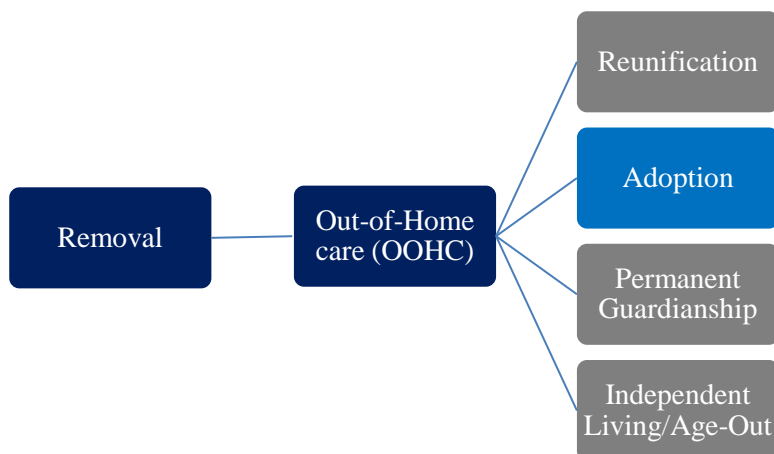 Removal
Out-of-Home
care (OOHC)
Reunification
Adoption
Permanent
Guardianship
Independent
Living/Age-Out